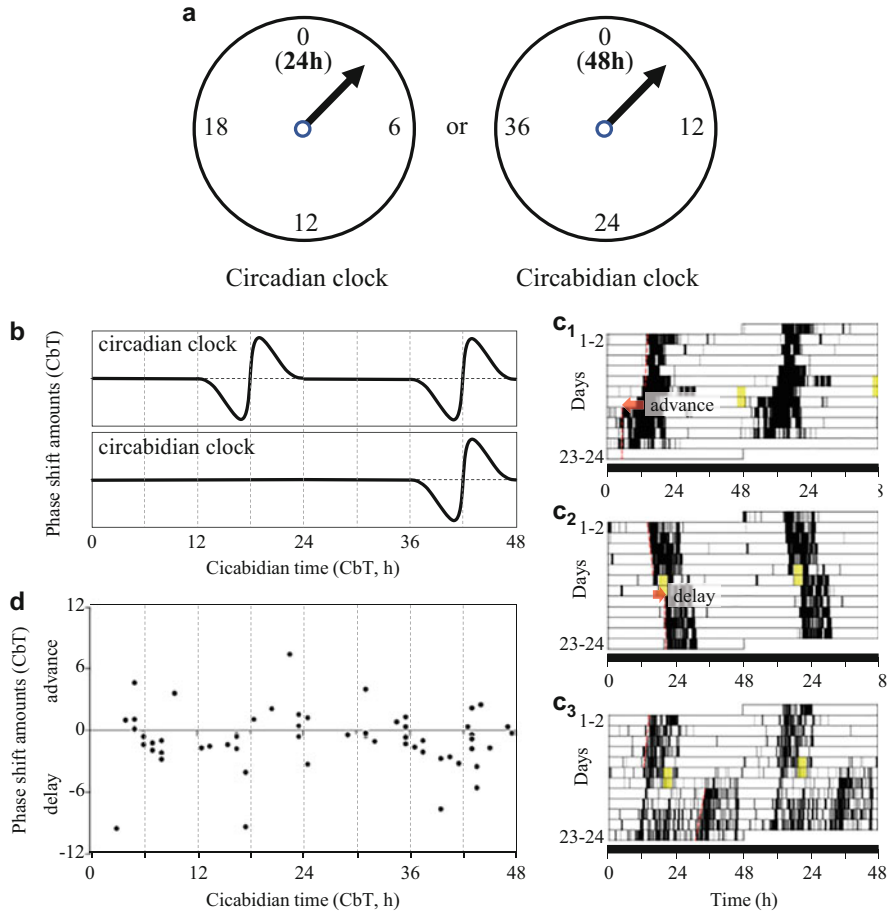 a
0
(24h)
18
6
12
Circadian clock
or
0
(48h)
36
12
24
Circabidian clock
b
Phase shift amounts (CbT)
circadian clock
circabidian clock
0 12 24 36 48
Cicabidian time (CbT, h)
d
Phase shift amounts (CbT)
delay advance
12
6
0
-6
-12
0 12 24 36 48
Cicabidian time (CbT, h)
c1
1-2
Days
advance
23-24
0 24 48 24 8
c2
1-2
Days
delay
23-24
0 24 48 24 8
c3
1-2
Days
23-24
0 24 48 24 48
Time (h)